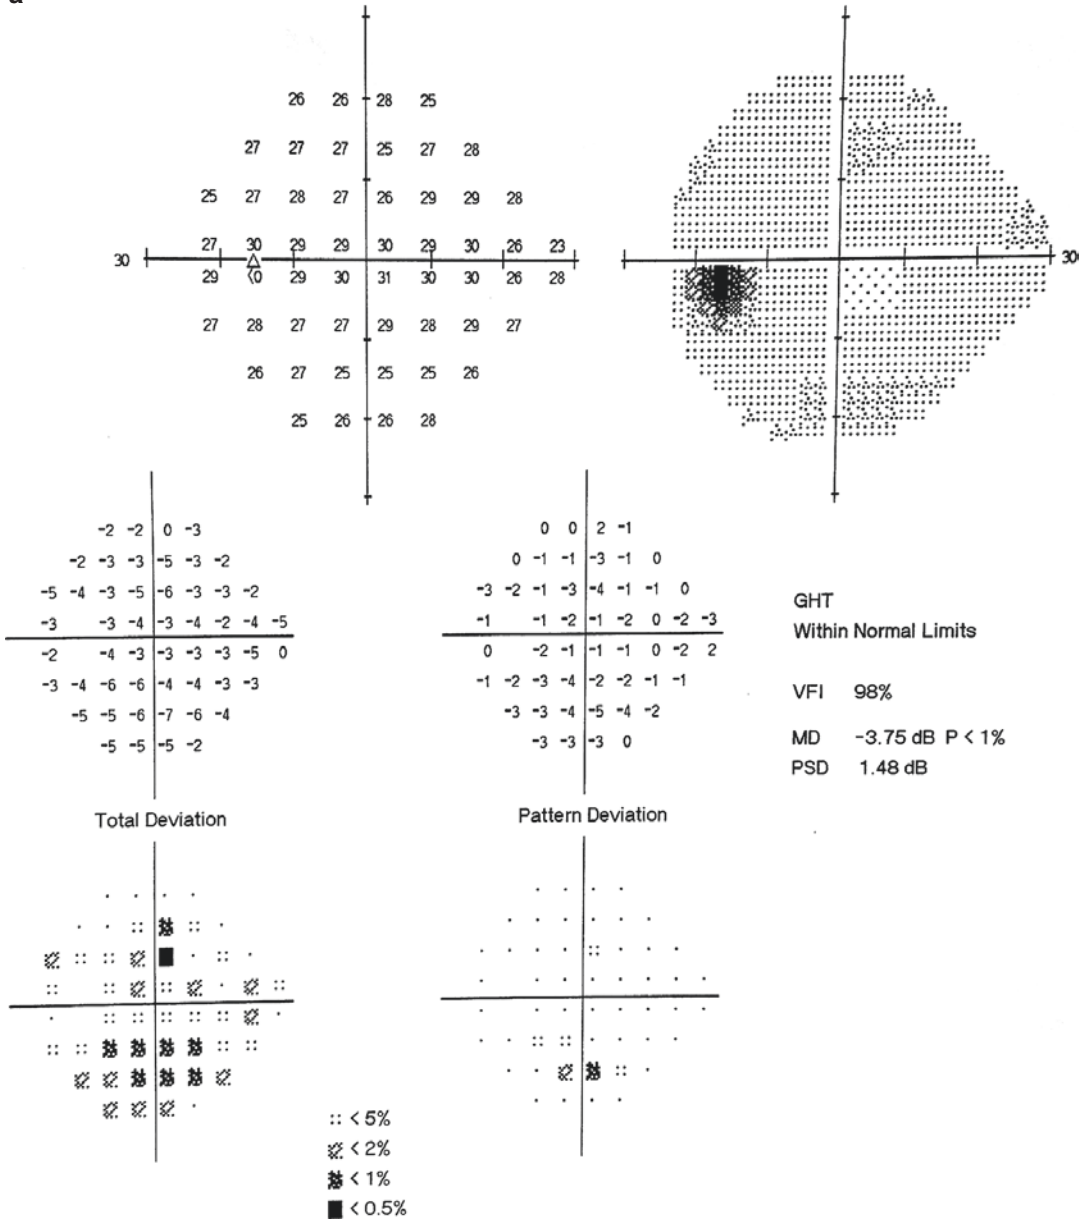 a
26 26 28 25
27 27 27 25 27 28
25 27 28 27 26 29 29 28
27 30 29 29 30 29 30 26 23
30 30
29 <0 29 30 31 30 30 26 28
27 28 27 27 29 28 29 27
26 27 25 25 25 26
25 26 26 28
-2 -2 0 -3
-2 -3 -3 -5 -3 -2
-5 -4 -3 -5 -6 -3 -3 -2
-3 -3 -4 -3 -4 -2 -4 -5
-2 -4 -3 -3 -3 -3 -5 0
-3 -4 -6 -6 -4 -4 -3 -3
-5 -5 -6 -7 -6 -4
-5 -5 -5 -2
Total Deviation
0 0 2 -1
0 -1 -1 -3 -1 0
-3 -2 -1 -3 -4 -1 -1 0
-1 -1 -2 -1 -2 0 -2 -3
0 -2 -1 -1 -1 0 -2 2
-1 -2 -3 -4 -2 -2 -1 -1
-3 -3 -4 -5 -4 -2
-3 -3 -3 0
Pattern Deviation
GHT
Within Normal Limits
VFI 98%
MD -3.75 dB P < 1%
PSD 1.48 dB
< 5%
< 2%
< 1%
< 0.5%